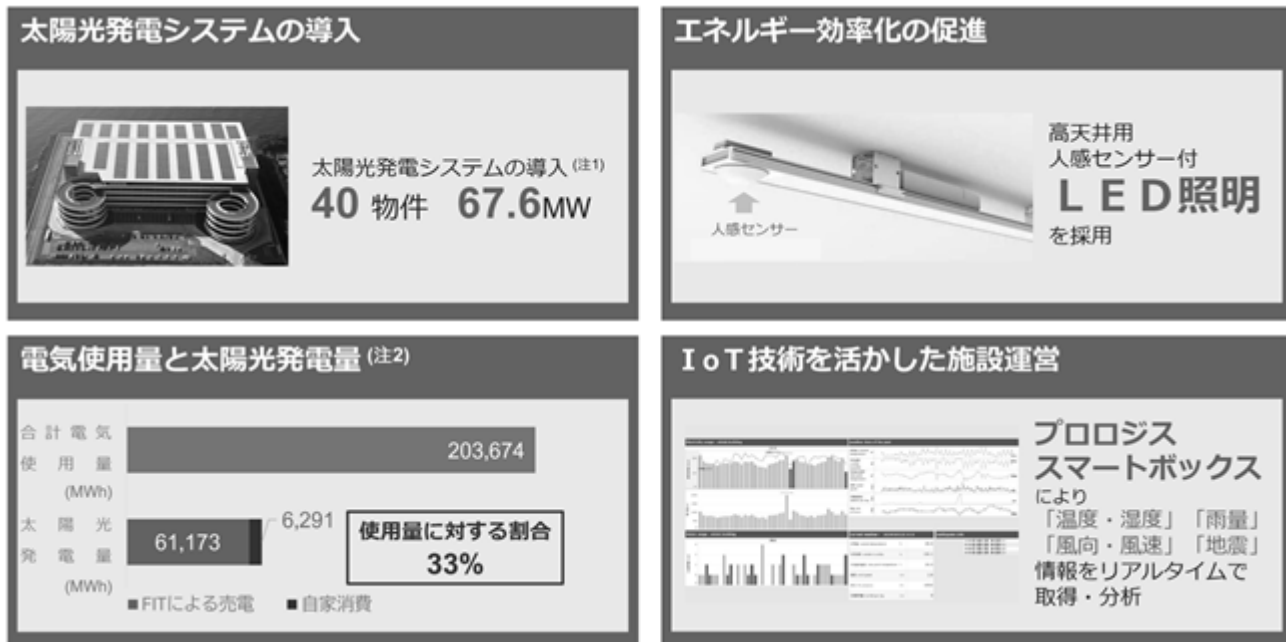 太陽光発電システムの導入
太陽光発電システムの導入 (注1)
40 物件 67.6MW
エネルギー効率化の促進
人感センサー
高天井用
人感センサー付
ＬＥＤ照明
を採用
電気使用量と太陽光発電量 (注2)
合計電気
使用量
(MWh)
203,674
太陽光
発電量
(MWh)
61,173
6,291
使用量に対する割合
33%
■FITによる売電 ■自家消費
ＩｏＴ技術を活かした施設運営
プロロジス
スマートボックス
により
「温度・湿度」「雨量」
「風向・風速」「地震」
情報をリアルタイムで
取得・分析